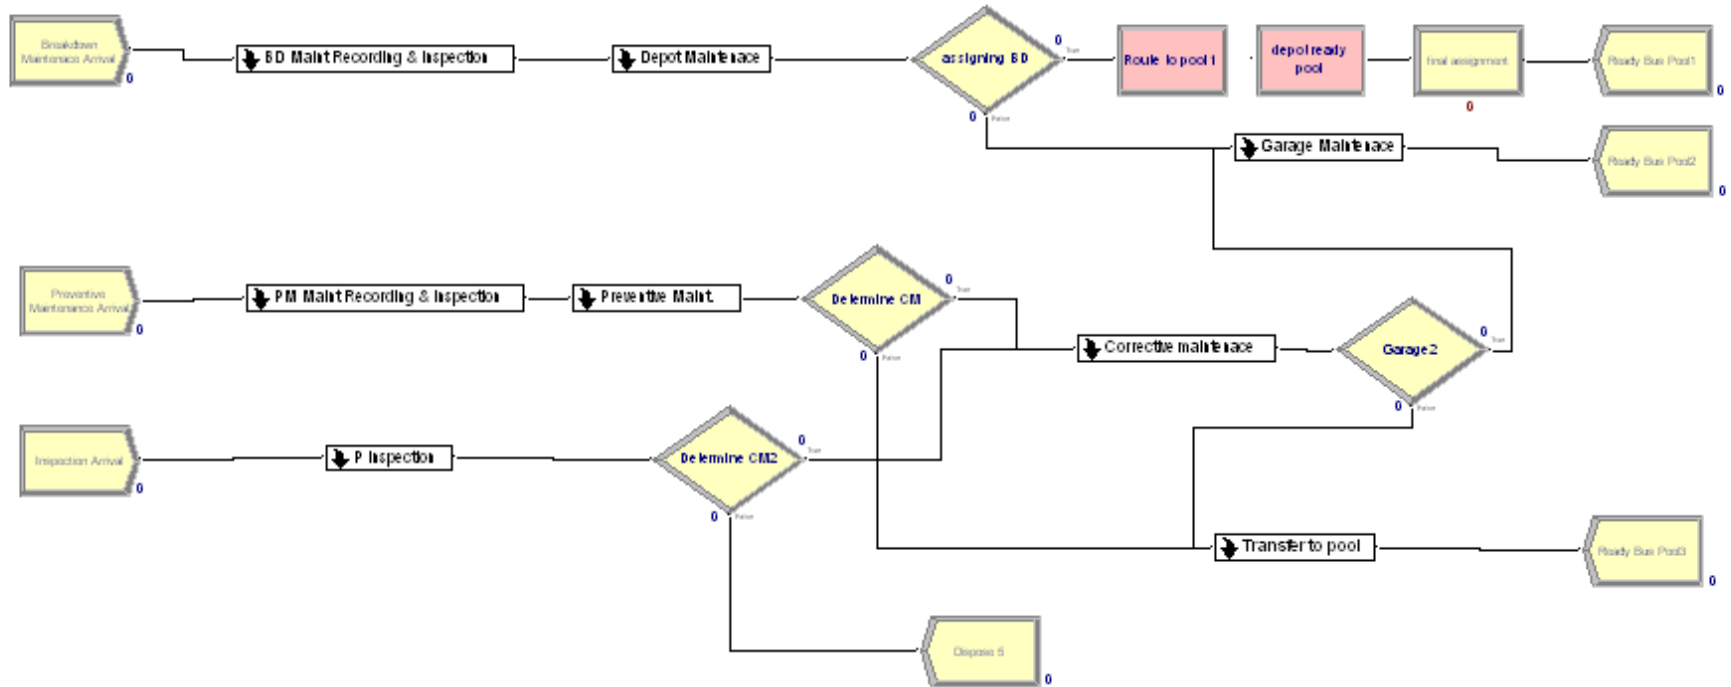 Breakdown
Maintenace Arrival
0
BD Maint Recording & Inspection
Depot Maintenace
assigning BD
0
True
0
False
Route to pool 1
depot ready
pool
final assignment
0
Ready Bus Pool1
0
Garage Maintenace
Ready Bus Pool2
0
Preventive
Maintenance Arrival
0
PM Maint Recording & Inspection
Preventive Maint.
Determine CM
0
True
0
False
Corrective maintenace
Garage2
0
True
0
False
Inspection Arrival
0
P Inspection
Determine CM2
0
True
0
False
Transfer to pool
Ready Bus Pool3
0
Dispose 5
0